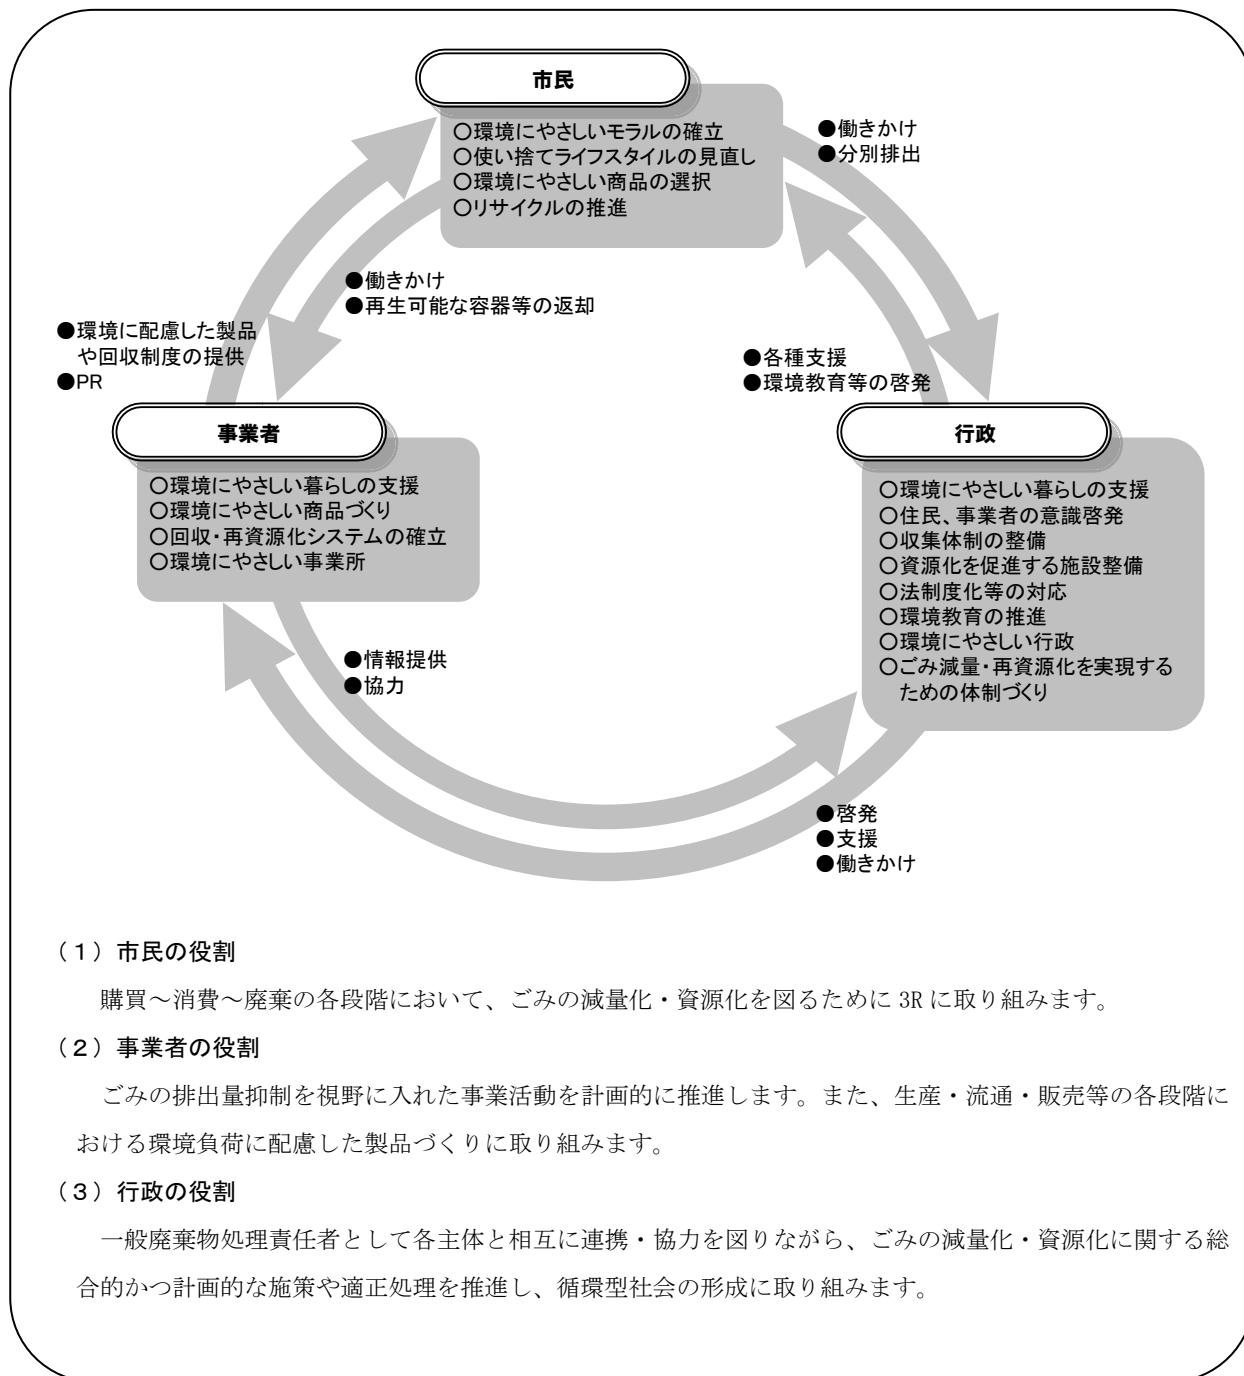 市民
○環境にやさしいモラルの確立
○使い捨てライフスタイルの見直し
○環境にやさしい商品の選択
○リサイクルの推進
●働きかけ
●分別排出
●働きかけ
●再生可能な容器等の返却
●環境に配慮した製品
や回収制度の提供
●PR
●各種支援
●環境教育等の啓発
事業者
○環境にやさしい暮らしの支援
○環境にやさしい商品づくり
○回収・再資源化システムの確立
○環境にやさしい事業所
行政
○環境にやさしい暮らしの支援
○住民、事業者の意識啓発
○収集体制の整備
○資源化を促進する施設整備
○法制度化等の対応
○環境教育の推進
○環境にやさしい行政
○ごみ減量・再資源化を実現する
ための体制づくり
●情報提供
●協力
●啓発
●支援
●働きかけ
（１）市民の役割
購買～消費～廃棄の各段階において、ごみの減量化・資源化を図るために 3R に取り組みます。
（２）事業者の役割
ごみの排出量抑制を視野に入れた事業活動を計画的に推進します。また、生産・流通・販売等の各段階に
おける環境負荷に配慮した製品づくりに取り組みます。
（３）行政の役割
一般廃棄物処理責任者として各主体と相互に連携・協力を図りながら、ごみの減量化・資源化に関する総
合的かつ計画的な施策や適正処理を推進し、循環型社会の形成に取り組みます。